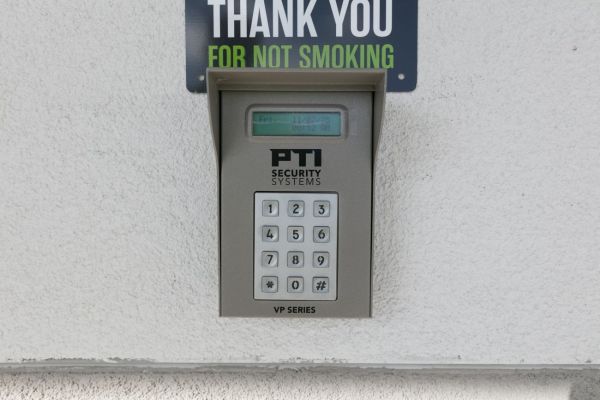 THANK YOU
FOR NOT SMOKING
Fri.
PTI
SECURITY
SYSTEMS
1 2 3
4 5 6
7 8 9
* 0 #
VP SERIES